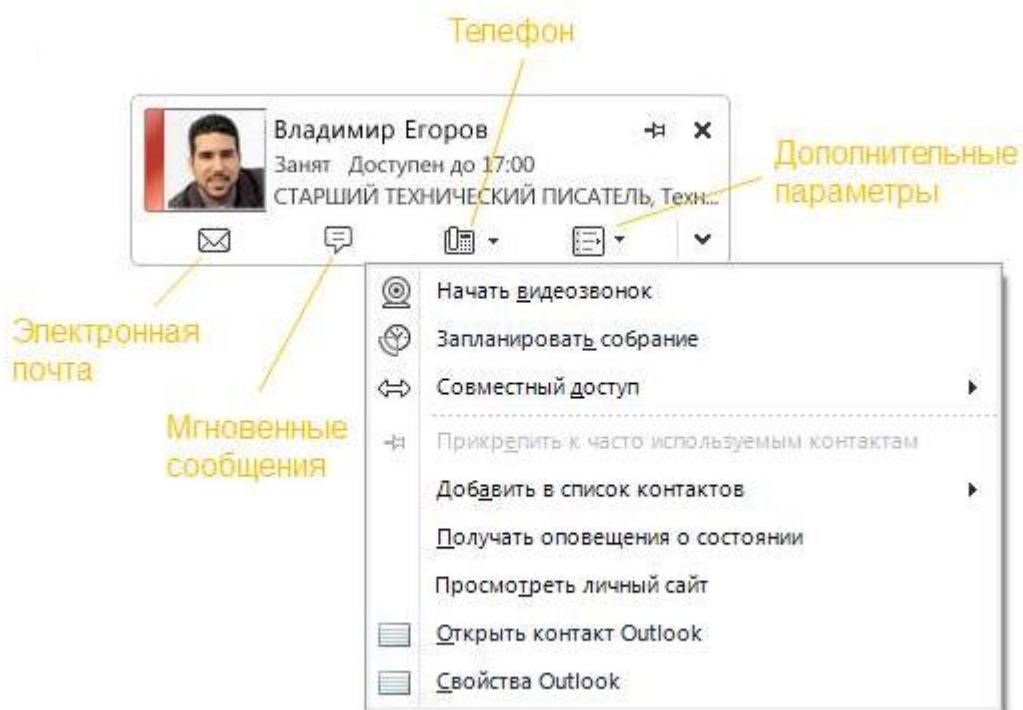 Телефон
Владимир Егоров
Занят Доступен до 17:00
СТАРШИЙ ТЕХНИЧЕСКИЙ ПИСАТЕЛЬ, Техн...
Дополнительные
параметры
Электронная
почта
Мгновенные
сообщения
Начать видеозвонок
Запланировать собрание
Совместный доступ
Прикрепить к часто используемым контактам
Добавить в список контактов
Получать оповещения о состоянии
Просмотреть личный сайт
Открыть контакт Outlook
Свойства Outlook